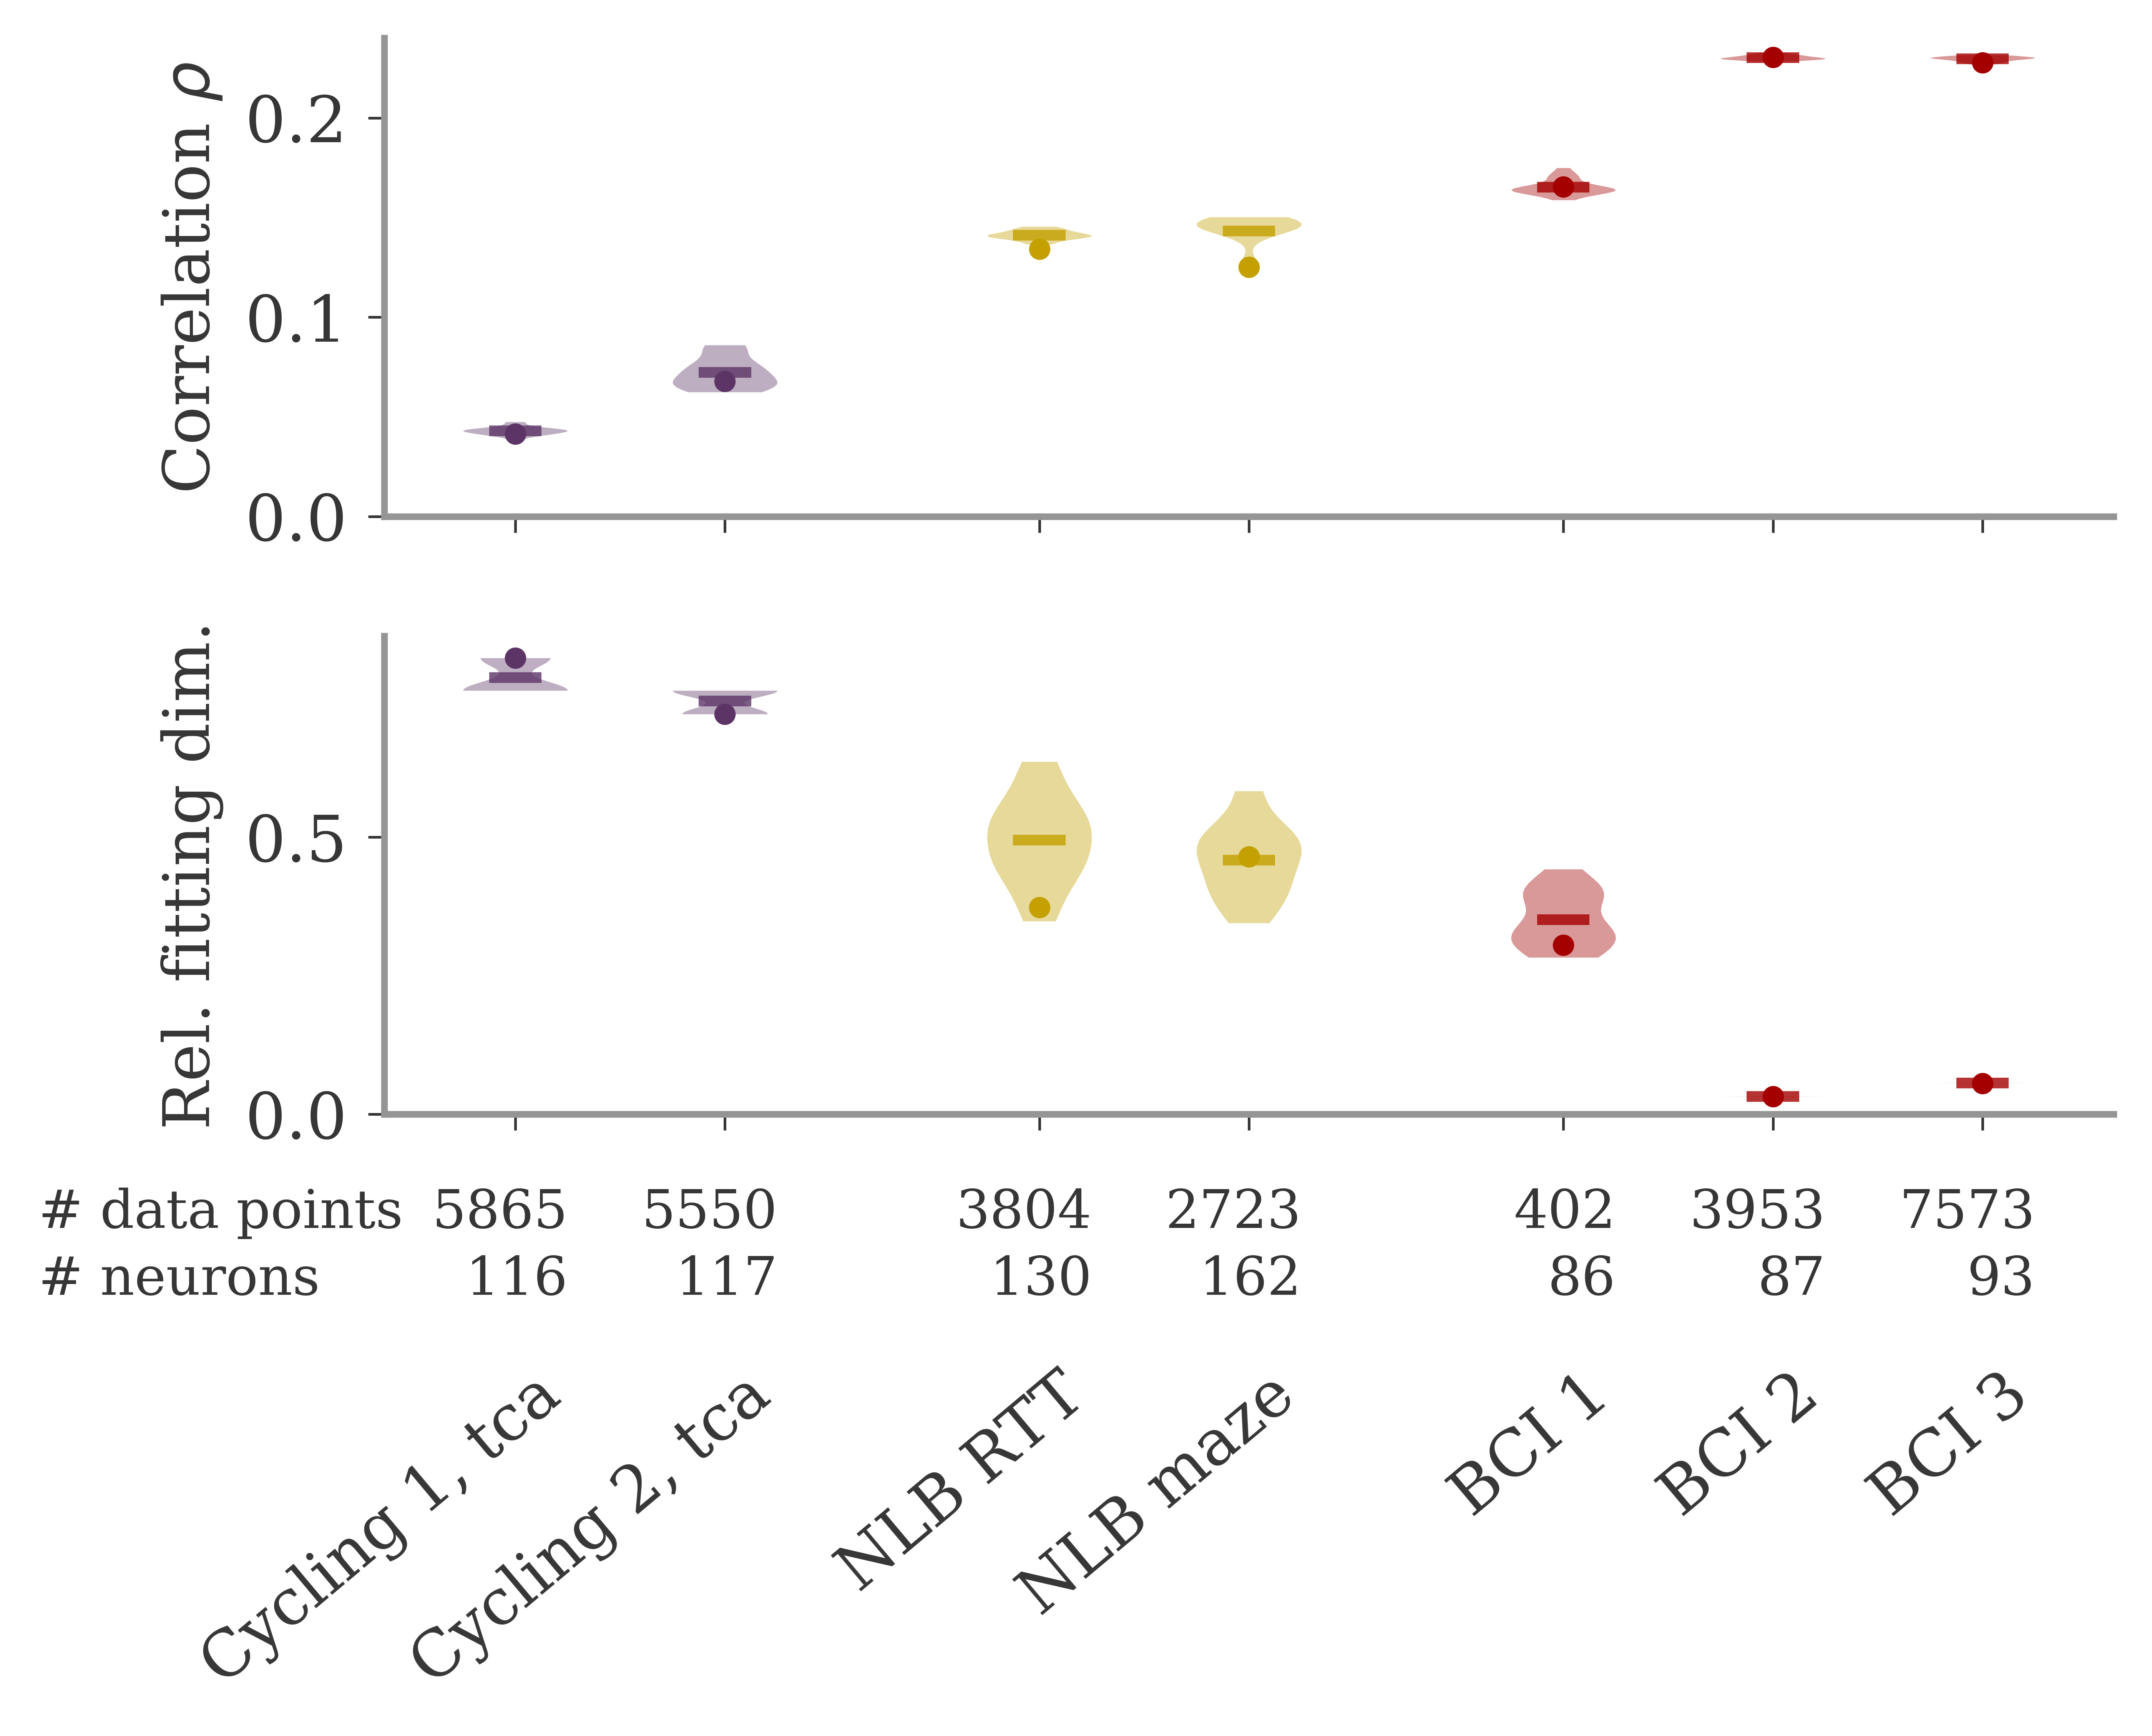 Correlation ρ
0.2
0.1
0.0
Rel. fitting dim.
0.5
0.0
# data points 5865 5550 3804 2723 402 3953 7573
# neurons 116 117 130 162 86 87 93
Cycling 1, tca
Cycling 2, tca
NLB RTT
NLB maze
BCI 1
BCI 2
BCI 3